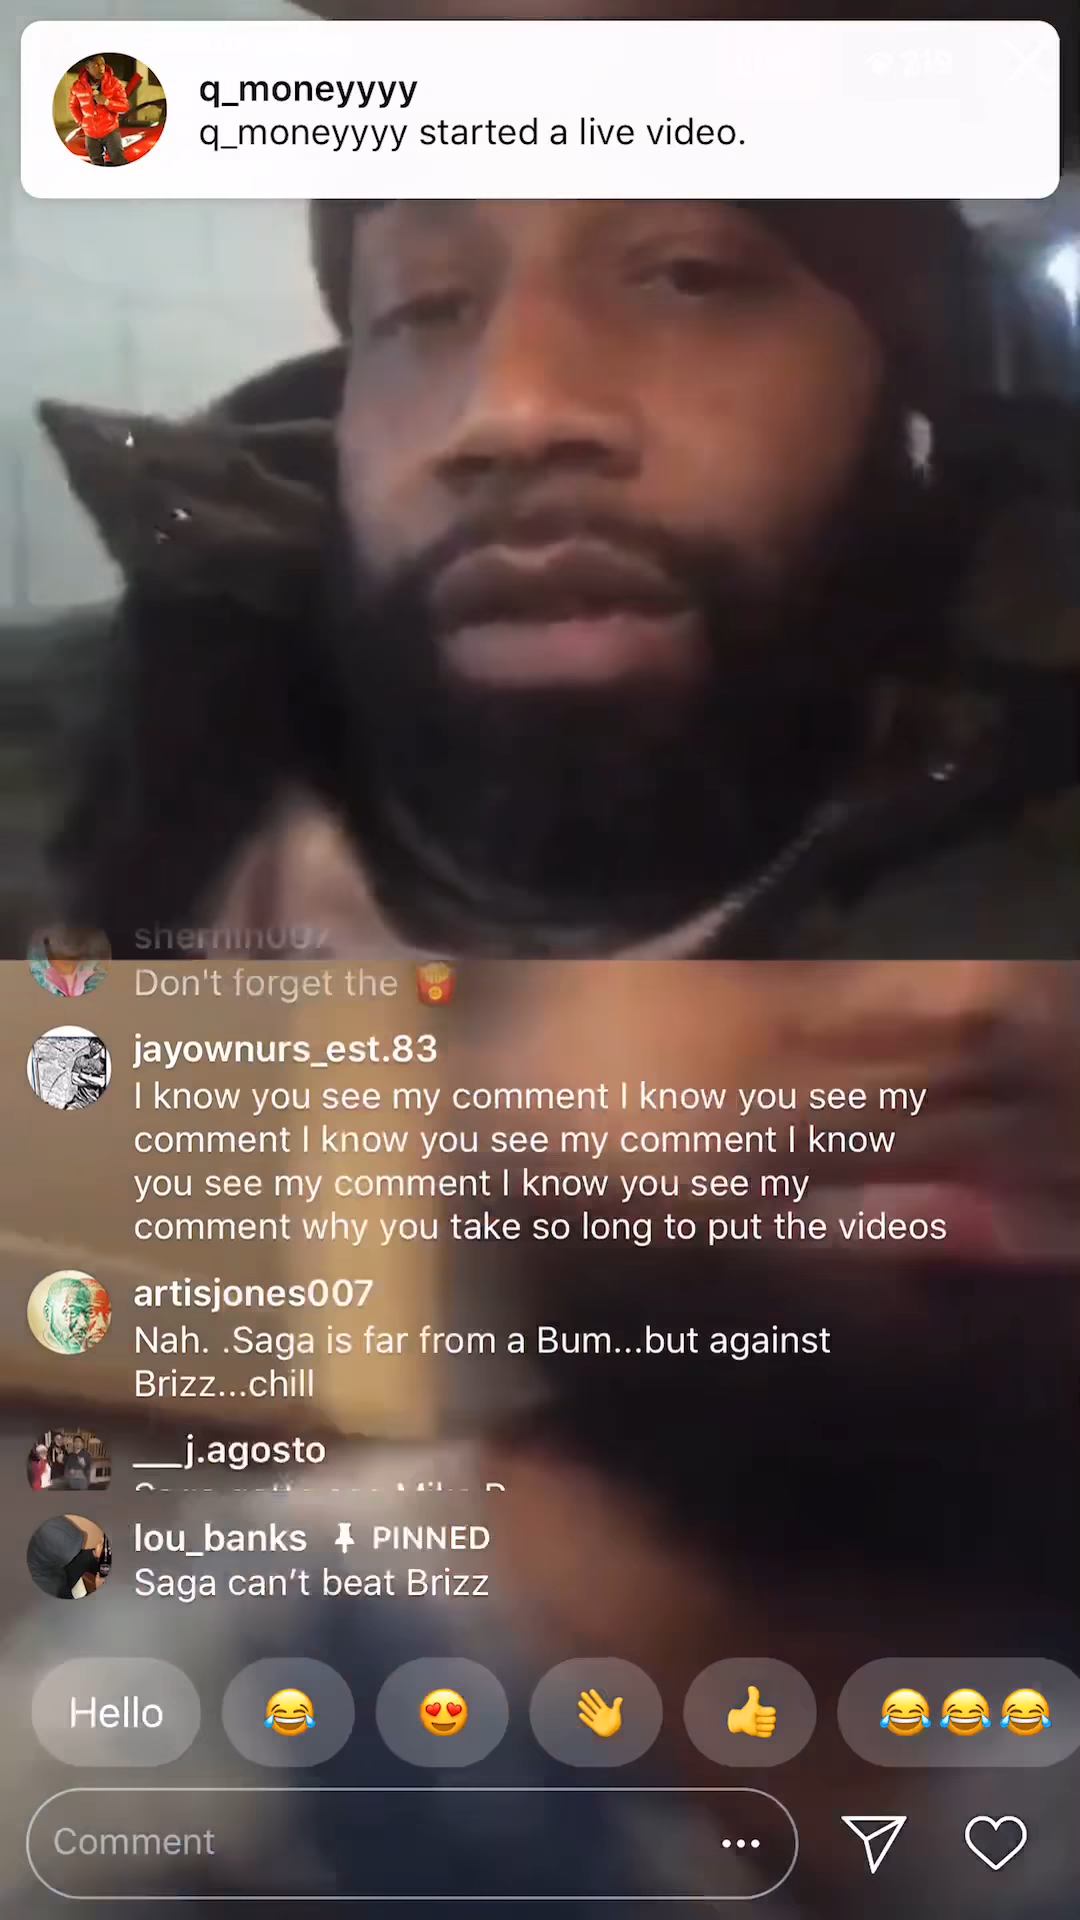 q_moneyyyy
q_moneyyyy started a live video.
Don't forget the 🍟
jayownurs_est.83
I know you see my comment I know you see my
comment I know you see my comment I know
you see my comment I know you see my
comment why you take so long to put the videos
artisjones007
Nah. .Saga is far from a Bum...but against
Brizz...chill
___j.agosto
lou_banks PINNED
Saga can’t beat Brizz
Hello 😂 😍 👋 👍 😂😂😂
Comment